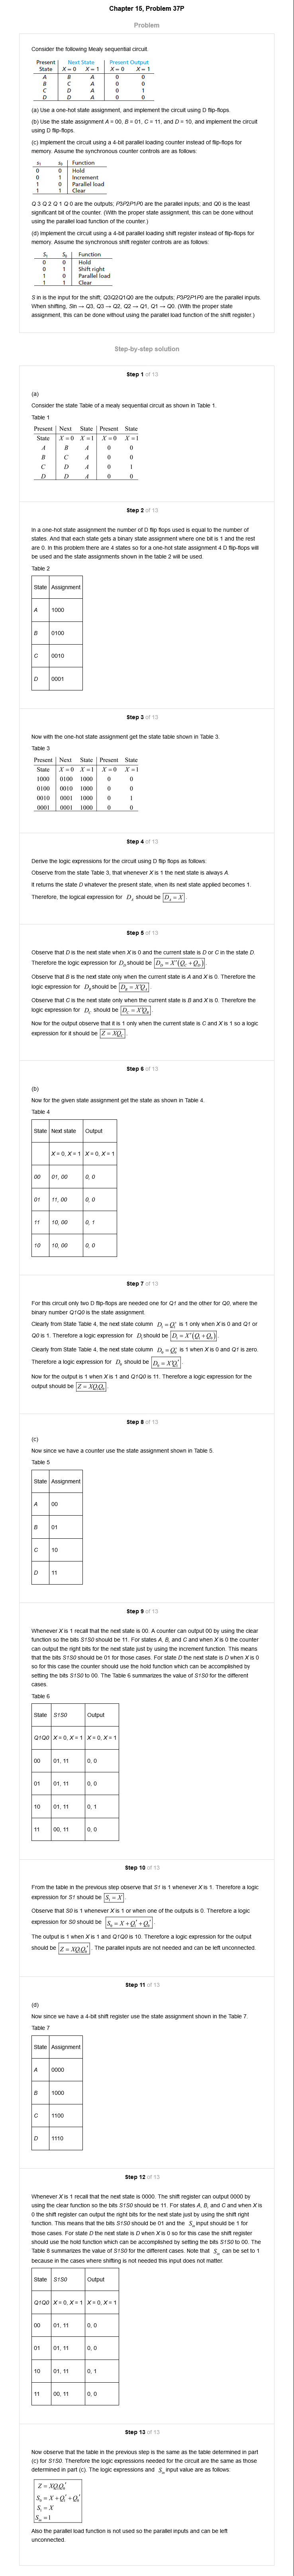 Chapter 15, Problem 37P
Problem
Consider the following Mealy sequential circuit.
Present Next State Present Output
State X = 0 X = 1 X = 0 X = 1
A B A 0 0
B C A 0 0
C D A 0 1
D D A 0 0
(a) Use a one-hot state assignment, and implement the circuit using D flip-flops.
(b) Use the state assignment A = 00, B = 01, C = 11, and D = 10, and implement the circuit
using D flip-flops.
(c) Implement the circuit using a 4-bit parallel loading counter instead of flip-flops for
memory. Assume the synchronous counter controls are as follows:
s₁ s₀ Function
0 0 Hold
0 1 Increment
1 0 Parallel load
1 1 Clear
Q 3 Q 2 Q 1 Q 0 are the outputs; P3P2P1P0 are the parallel inputs, and Q0 is the least
significant bit of the counter. (With the proper state assignment, this can be done without
using the parallel load function of the counter.)
(d) Implement the circuit using a 4-bit parallel loading shift register instead of flip-flops for
memory. Assume the synchronous shift register controls are as follows:
S₁ S₀ Function
0 0 Hold
0 1 Shift right
1 0 Parallel load
1 1 Clear
S in is the input for the shift; Q3Q2Q1Q0 are the outputs; P3P2P1P0 are the parallel inputs.
When shifting, Sin → Q3, Q3 → Q2, Q2 → Q1, Q1 → Q0. (With the proper state
assignment, this can be done without using the parallel load function of the shift register.)
Step-by-step solution
Step 1 of 13
(a)
Consider the state Table of a mealy sequential circuit as shown in Table 1.
Table 1
Present Next State Present State
State X = 0 X = 1 X = 0 X = 1
A B A 0 0
B C A 0 0
C D A 0 1
D D A 0 0
Step 2 of 13
In a one-hot state assignment the number of D flip flops used is equal to the number of
states. And that each state gets a binary state assignment where one bit is 1 and the rest
are 0. In this problem there are 4 states so for a one-hot state assignment 4 D flip-flops will
be used and the state assignments shown in the table 2 will be used.
Table 2
State Assignment
A 1000
B 0100
C 0010
D 0001
Step 3 of 13
Now with the one-hot state assignment get the state table shown in Table 3.
Table 3
Present Next State Present State
State X = 0 X = 1 X = 0 X = 1
1000 0100 1000 0 0
0100 0010 1000 0 0
0010 0001 1000 0 1
0001 0001 1000 0 0
Step 4 of 13
Derive the logic expressions for the circuit using D flip flops as follows:
Observe from the state Table 3, that whenever X is 1 the next state is always A.
It returns the state D whatever the present state, when its next state applied becomes 1.
Therefore, the logical expression for D_A should be D_A = X.
Step 5 of 13
Observe that D is the next state when X is 0 and the current state is D or C in the state D.
Therefore the logic expression for D_D should be D_D = X'(Q_C + Q_D).
Observe that B is the next state only when the current state is A and X is 0. Therefore the
logic expression for D_B should be D_B = X'Q_A.
Observe that C is the next state only when the current state is B and X is 0. Therefore the
logic expression for D_C should be D_C = X'Q_B.
Now for the output observe that it is 1 only when the current state is C and X is 1 so a logic
expression for it should be Z = XQ_C.
Step 6 of 13
(b)
Now for the given state assignment get the state as shown in Table 4.
Table 4
State Next state Output
X = 0, X = 1 X = 0, X = 1
00 01, 00 0, 0
01 11, 00 0, 0
11 10, 00 0, 1
10 10, 00 0, 0
Step 7 of 13
For this circuit only two D flip-flops are needed one for Q1 and the other for Q0, where the
binary number Q1Q0 is the state assignment.
Clearly from State Table 4, the next state column D₁ = Q₁⁺ is 1 only when X is 0 and Q1 or
Q0 is 1. Therefore a logic expression for D₁ should be D₁ = X'(Q₁ + Q₀).
Clearly from State Table 4, the next state column D₀ = Q₀⁺ is 1 when X is 0 and Q1 is zero.
Therefore a logic expression for D₀ should be D₀ = X'Q₁'.
Now for the output is 1 when X is 1 and Q1Q0 is 11. Therefore a logic expression for the
output should be Z = XQ₁Q₀.
Step 8 of 13
(c)
Now since we have a counter use the state assignment shown in Table 5.
Table 5
State Assignment
A 00
B 01
C 10
D 11
Step 9 of 13
Whenever X is 1 recall that the next state is 00. A counter can output 00 by using the clear
function so the bits S1S0 should be 11. For states A, B, and C and when X is 0 the counter
can output the right bits for the next state just by using the increment function. This means
that the bits S1S0 should be 01 for those cases. For state D the next state is D when X is 0
so for this case the counter should use the hold function which can be accomplished by
setting the bits S1S0 to 00. The Table 6 summarizes the value of S1S0 for the different
cases.
Table 6
State S1S0 Output
Q1Q0 X = 0, X = 1 X = 0, X = 1
00 01, 11 0, 0
01 01, 11 0, 0
10 01, 11 0, 1
11 00, 11 0, 0
Step 10 of 13
From the table in the previous step observe that S1 is 1 whenever X is 1. Therefore a logic
expression for S1 should be S₁ = X.
Observe that S0 is 1 whenever X is 1 or when one of the outputs is 0. Therefore a logic
expression for S0 should be S₀ = X + Q₁' + Q₀'.
The output is 1 when X is 1 and Q1Q0 is 10. Therefore a logic expression for the output
should be Z = XQ₁Q₀'. The parallel inputs are not needed and can be left unconnected.
Step 11 of 13
(d)
Now since we have a 4-bit shift register use the state assignment shown in the Table 7.
Table 7
State Assignment
A 0000
B 1000
C 1100
D 1110
Step 12 of 13
Whenever X is 1 recall that the next state is 0000. The shift register can output 0000 by
using the clear function so the bits S1S0 should be 11. For states A, B, and C and when X is
0 the shift register can output the right bits for the next state just by using the shift right
function. This means that the bits S1S0 should be 01 and the S_in input should be 1 for
those cases. For state D the next state is D when X is 0 so for this case the shift register
should use the hold function which can be accomplished by setting the bits S1S0 to 00. The
Table 8 summarizes the value of S1S0 for the different cases. Note that S_in can be set to 1
because in the cases where shifting is not needed this input does not matter.
State S1S0 Output
Q1Q0 X = 0, X = 1 X = 0, X = 1
00 01, 11 0, 0
01 01, 11 0, 0
10 01, 11 0, 1
11 00, 11 0, 0
Step 13 of 13
Now observe that the table in the previous step is the same as the table determined in part
(c) for S1S0. Therefore the logic expressions needed for the circuit are the same as those
determined in part (c). The logic expressions and S_in input value are as follows:
Z = XQ₁Q₀'
S₀ = X + Q₁' + Q₀'
S₁ = X
S_in = 1
Also the parallel load function is not used so the parallel inputs and can be left
unconnected.